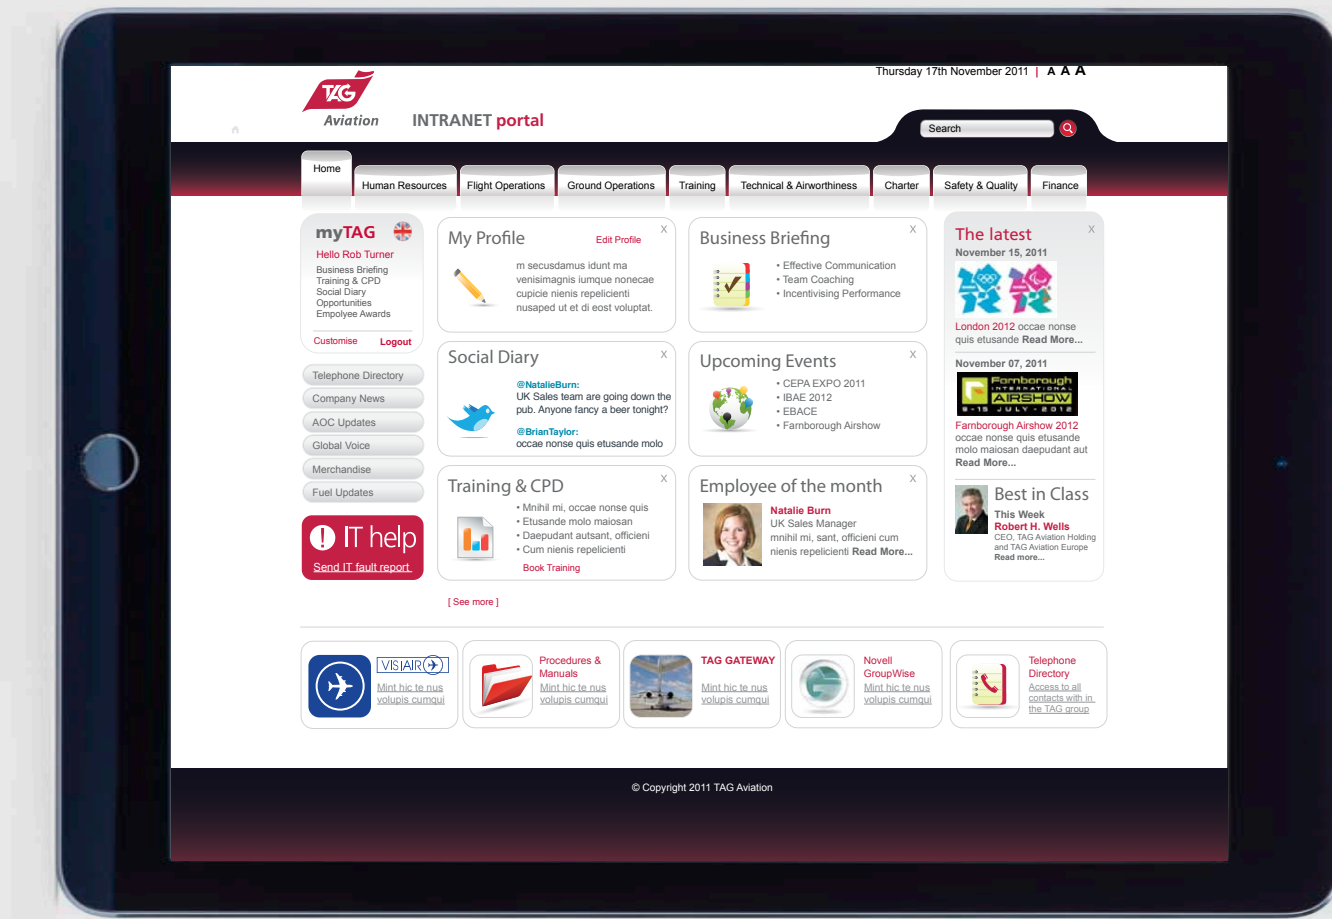 Thursday 17th November 2011 | A A A
TAG
Aviation
INTRANET portal
Search
Home
Human Resources
Flight Operations
Ground Operations
Training
Technical & Airworthiness
Charter
Safety & Quality
Finance
myTAG
Hello Rob Turner
Business Briefing
Training & CPD
Social Diary
Opportunities
Empolyee Awards
Customise
Logout
Telephone Directory
Company News
AOC Updates
Global Voice
Merchandise
Fuel Updates
! IT help
Send IT fault report
My Profile
Edit Profile
X
m secusdamus idunt ma
venisimagnis iumque nonecae
cupicie nienis repelicienti
nusaped ut et di eost voluptat.
Business Briefing
X
• Effective Communication
• Team Coaching
• Incentivising Performance
Social Diary
X
@NatalieBurn:
UK Sales team are going down the
pub. Anyone fancy a beer tonight?
@BrianTaylor:
occae nonse quis etusande molo
Upcoming Events
X
• CEPA EXPO 2011
• IBAE 2012
• EBACE
• Farnborough Airshow
Training & CPD
X
• Mnihil mi, occae nonse quis
• Etusande molo maiosan
• Daepudant autsant, officieni
• Cum nienis repelicienti
Book Training
Employee of the month
X
Natalie Burn
UK Sales Manager
mnihil mi, sant, officieni cum
nienis repelicienti Read More...
[ See more ]
The latest
X
November 15, 2011
London 2012 occae nonse
quis etusande Read More...
November 07, 2011
Farnborough
INTERNATIONAL
AIRSHOW
9-15 JULY - 2012
Farnborough Airshow 2012
occae nonse quis etusande
molo maiosan daepudant aut
Read More...
Best in Class
This Week
Robert H. Wells
CEO, TAG Aviation Holding
and TAG Aviation Europe
Read more...
VISIAIR
Mint hic te nus
volupis cumqui
Procedures &
Manuals
Mint hic te nus
volupis cumqui
TAG GATEWAY
Mint hic te nus
volupis cumqui
Novell
GroupWise
Mint hic te nus
volupis cumqui
Telephone
Directory
Access to all
contacts with in
the TAG group
© Copyright 2011 TAG Aviation